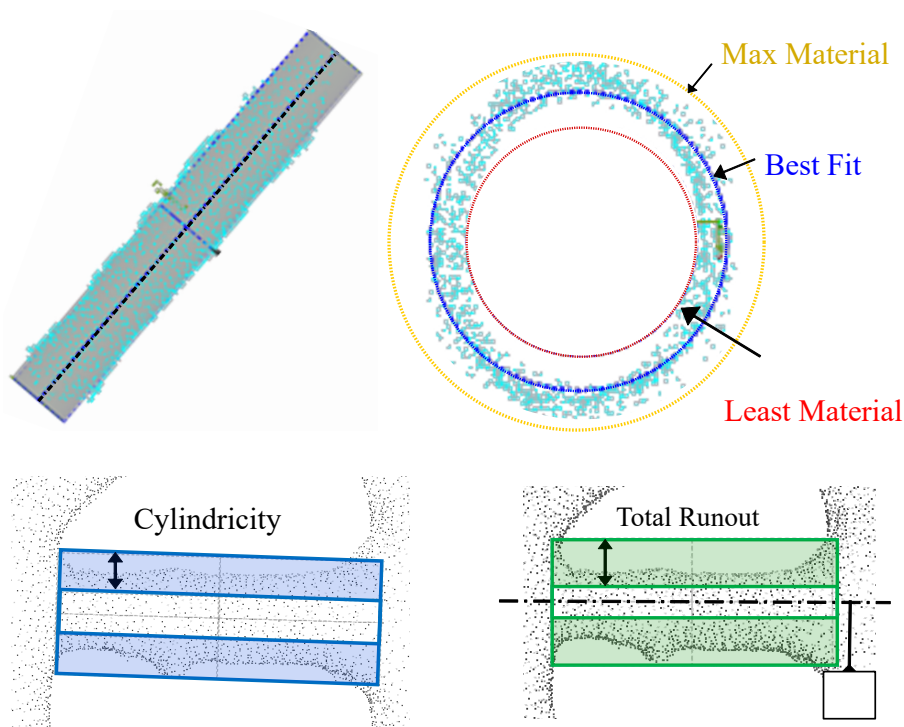 Max Material
Best Fit
Least Material
Cylindricity
Total Runout